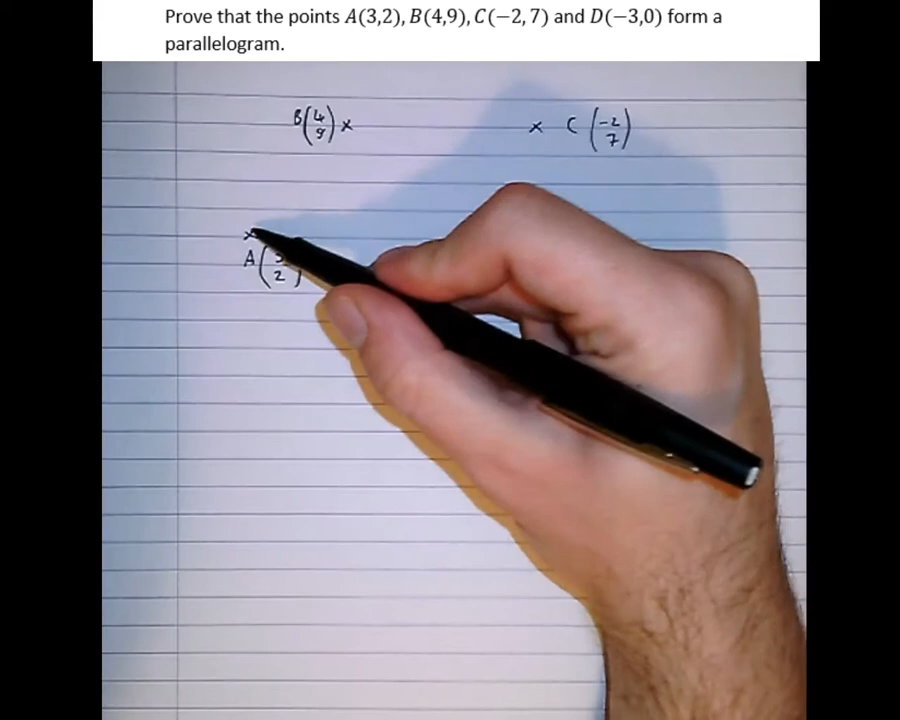 Prove that the points A(3,2), B(4,9), C(−2, 7) and D(−3,0) form a
parallelogram.
B(4 9) × × C (-2 7)
×
A( 2 )